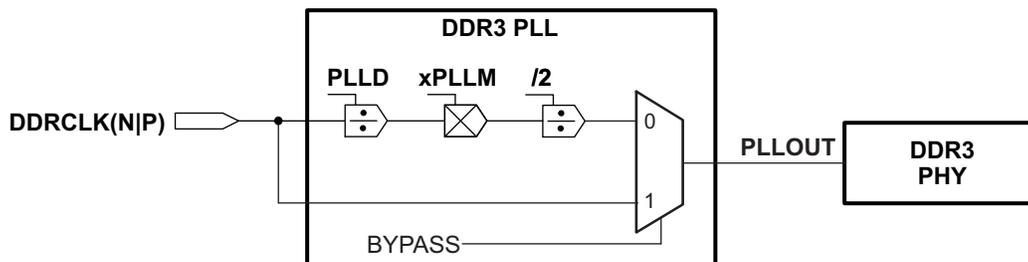 DDR3 PLL
PLLD
xPLLM
/2
DDRCLK(N|P)
0
PLLOUT
DDR3
PHY
1
BYPASS